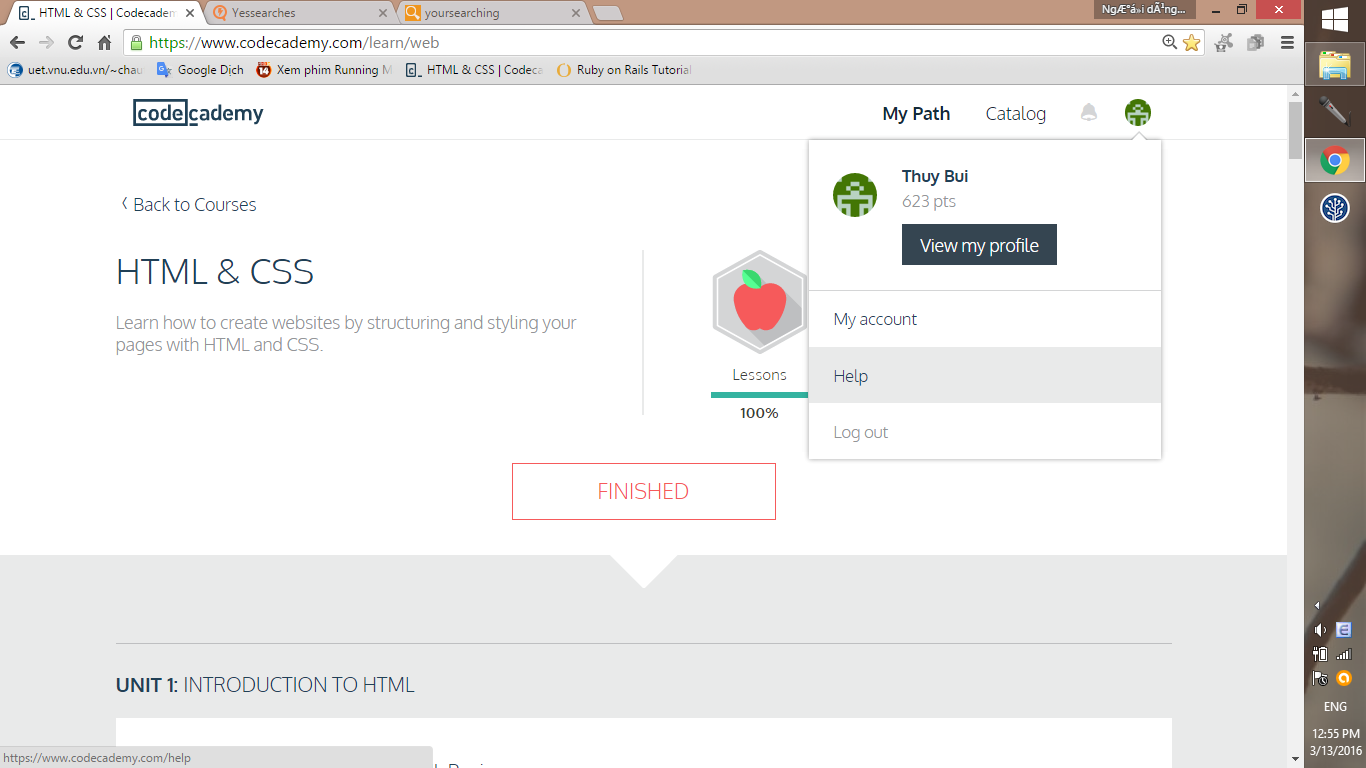 HTML & CSS | Codecadem
Yessearches
yoursearching
NgÆ°á»i dÃ¹ng...
https://www.codecademy.com/learn/web
uet.vnu.edu.vn/~chau
Google Dịch
Xem phim Running M
HTML & CSS | Codeca
Ruby on Rails Tutorial
codecademy
My Path
Catalog
Thuy Bui
623 pts
View my profile
My account
Help
Log out
Back to Courses
HTML & CSS
Learn how to create websites by structuring and styling your
pages with HTML and CSS.
Lessons
100%
FINISHED
UNIT 1: INTRODUCTION TO HTML
https://www.codecademy.com/help
ENG
12:55 PM
3/13/2016